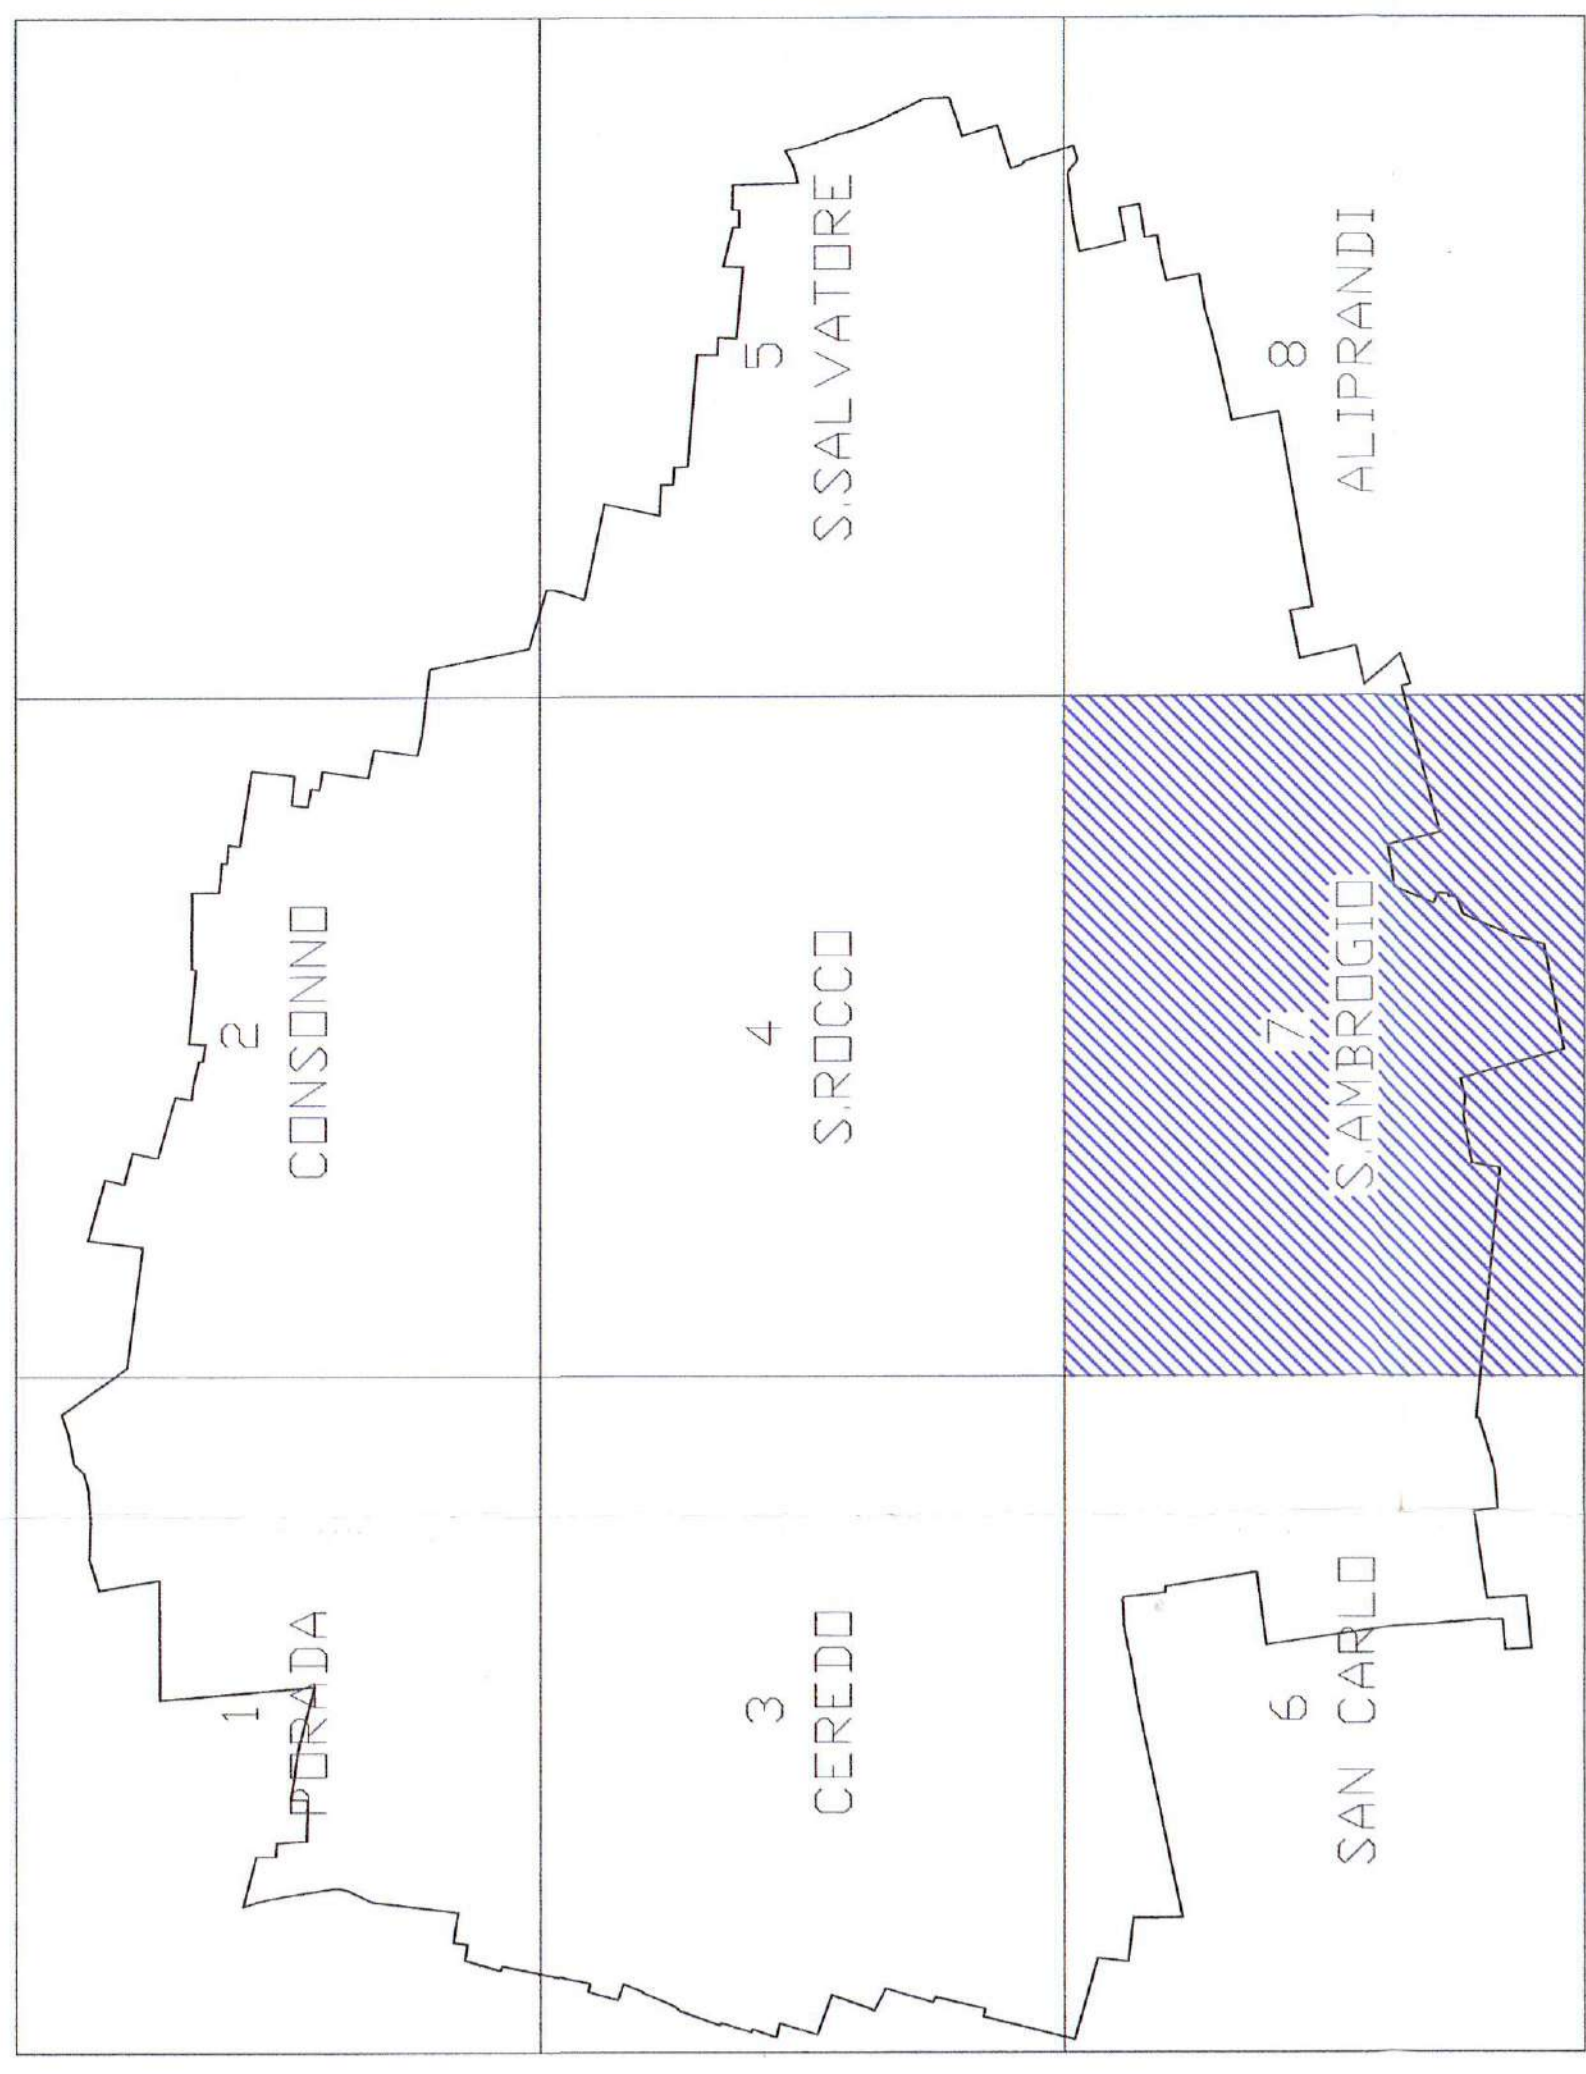 1
PORADA
2
CONSONNO
3
CEREDO
4
S.ROCCO
5
S.SALVATORE
6
SAN CARLO
7
S.AMBROGIO
8
ALIPRANDI